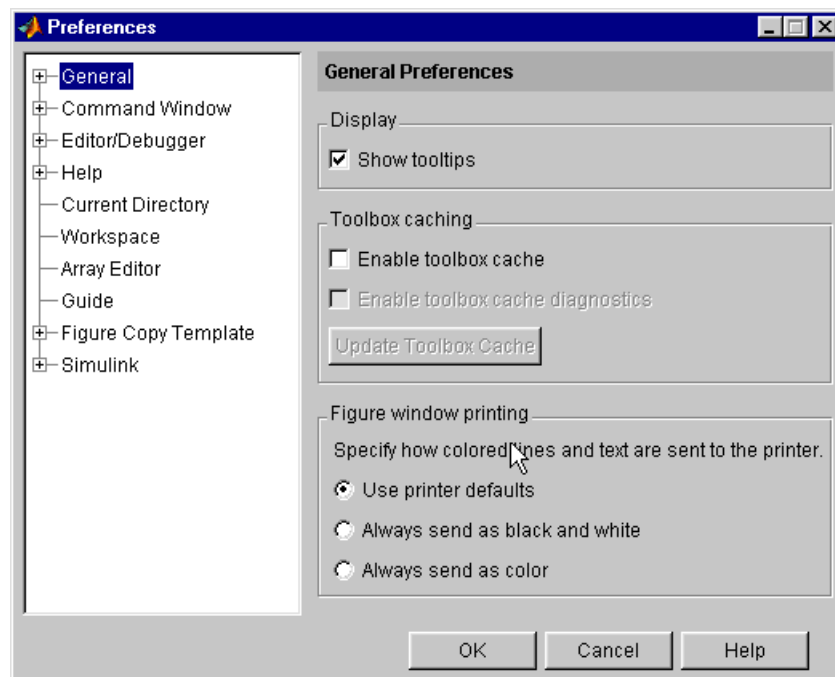 Preferences
General
Command Window
Editor/Debugger
Help
Current Directory
Workspace
Array Editor
Guide
Figure Copy Template
Simulink
General Preferences
Display
Show tooltips
Toolbox caching
Enable toolbox cache
Enable toolbox cache diagnostics
Update Toolbox Cache
Figure window printing
Specify how colored lines and text are sent to the printer.
Use printer defaults
Always send as black and white
Always send as color
OK
Cancel
Help